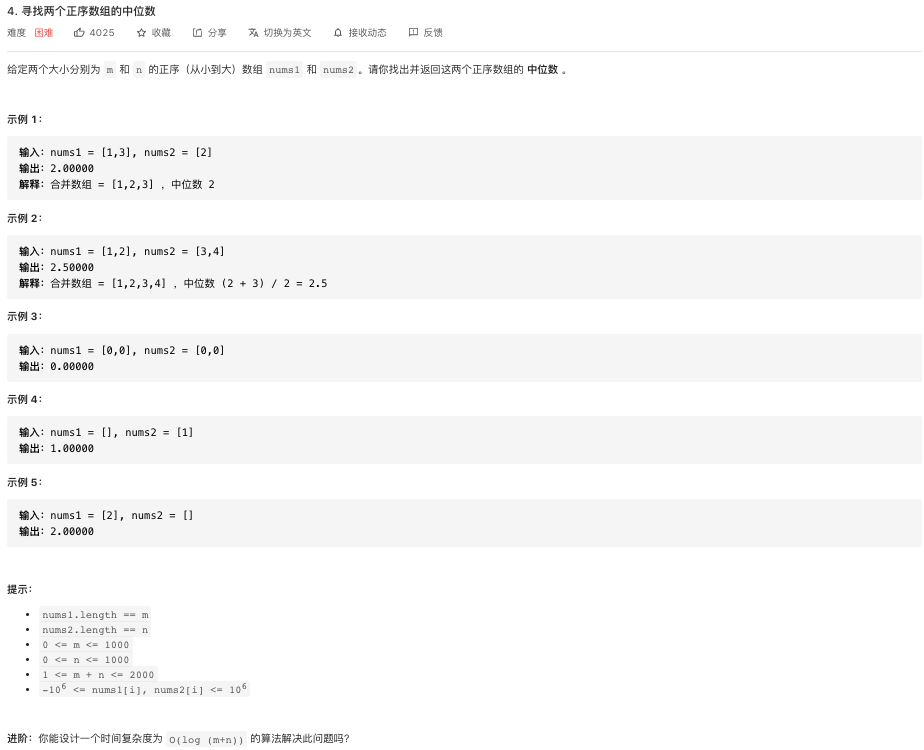 4. 寻找两个正序数组的中位数
难度 困难 4025 收藏 分享 切换为英文 接收动态 反馈
给定两个大小分别为 m 和 n 的正序（从小到大）数组 nums1 和 nums2 。请你找出并返回这两个正序数组的 中位数 。
示例 1：
输入：nums1 = [1,3], nums2 = [2]
输出：2.00000
解释：合并数组 = [1,2,3] ，中位数 2
示例 2：
输入：nums1 = [1,2], nums2 = [3,4]
输出：2.50000
解释：合并数组 = [1,2,3,4] ，中位数 (2 + 3) / 2 = 2.5
示例 3：
输入：nums1 = [0,0], nums2 = [0,0]
输出：0.00000
示例 4：
输入：nums1 = [], nums2 = [1]
输出：1.00000
示例 5：
输入：nums1 = [2], nums2 = []
输出：2.00000
提示：
• nums1.length == m
• nums2.length == n
• 0 <= m <= 1000
• 0 <= n <= 1000
• 1 <= m + n <= 2000
• -10⁶ <= nums1[i], nums2[i] <= 10⁶
进阶：你能设计一个时间复杂度为 O(log (m+n)) 的算法解决此问题吗？